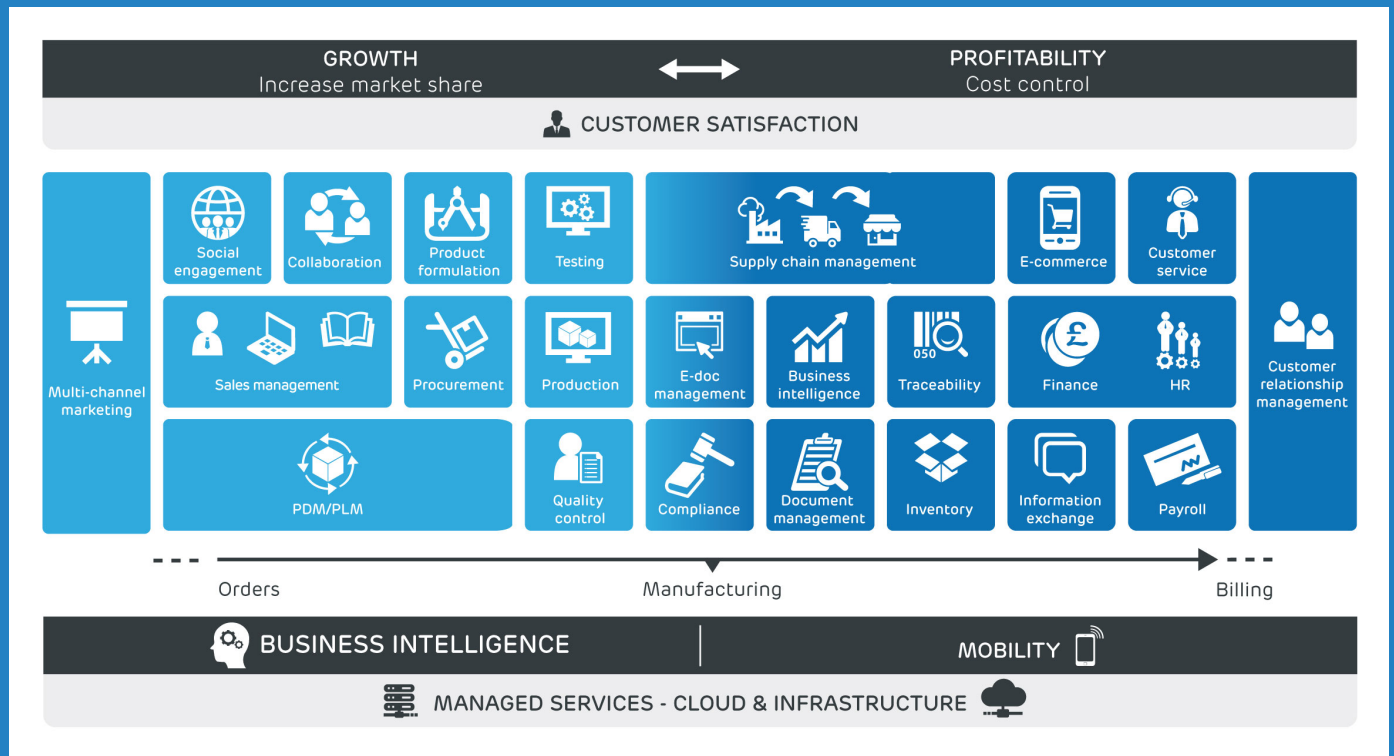 GROWTH
Increase market share
PROFITABILITY
Cost control
CUSTOMER SATISFACTION
Multi-channel
marketing
Social
engagement
Collaboration
Product
formulation
Testing
Supply chain management
E-commerce
Customer
service
Sales management
Procurement
Production
E-doc
management
Business
intelligence
050
Traceability
£
Finance
HR
Customer
relationship
management
PDM/PLM
Quality
control
Compliance
Document
management
Inventory
Information
exchange
Payroll
Orders
Manufacturing
Billing
BUSINESS INTELLIGENCE
MOBILITY
MANAGED SERVICES - CLOUD & INFRASTRUCTURE